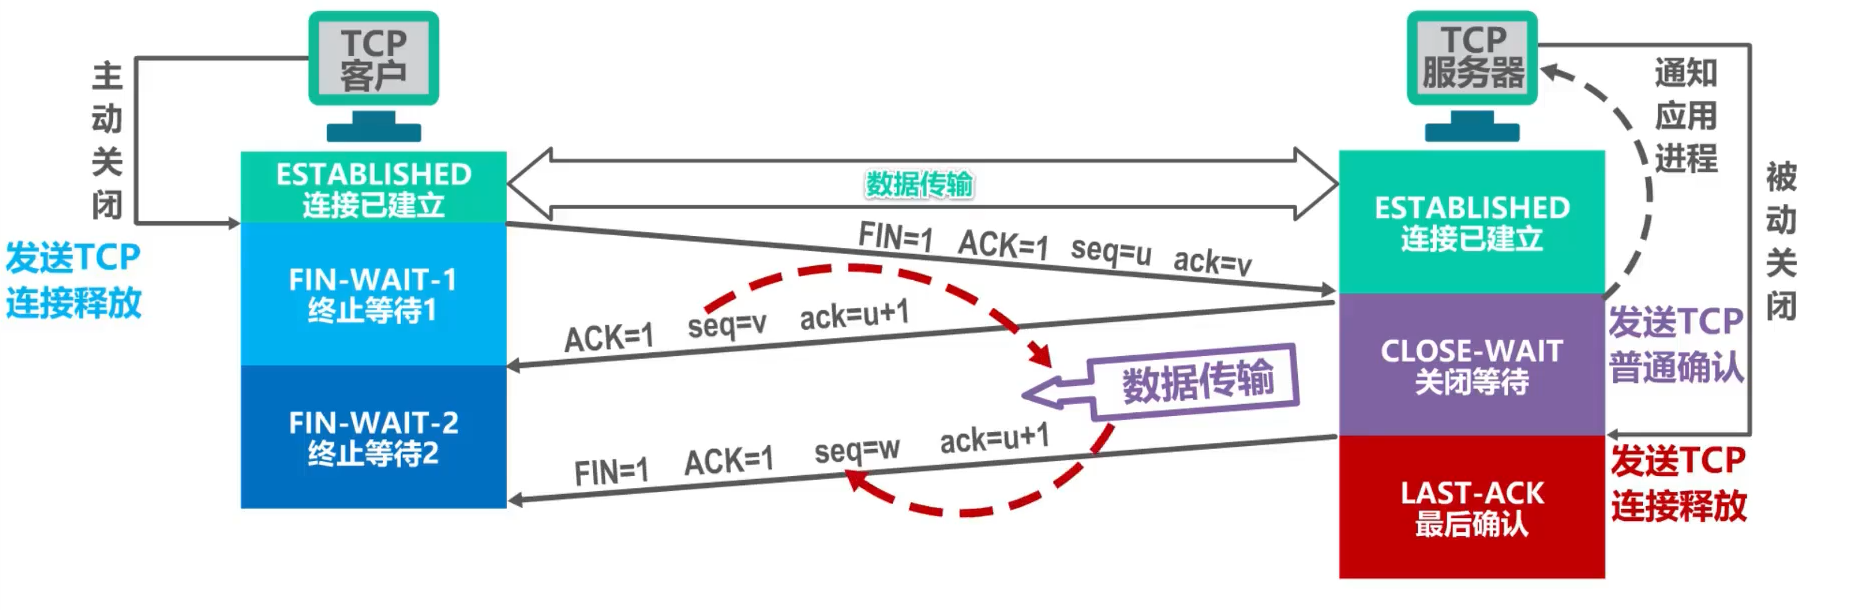 TCP
客户
TCP
服务器
主动关闭
通知
应用
进程
被动关闭
ESTABLISHED
连接已建立
数据传输
ESTABLISHED
连接已建立
发送TCP
连接释放
FIN=1 ACK=1 seq=u ack=v
FIN-WAIT-1
终止等待1
ACK=1 seq=v ack=u+1
CLOSE-WAIT
关闭等待
发送TCP
普通确认
数据传输
FIN-WAIT-2
终止等待2
FIN=1 ACK=1 seq=w ack=u+1
LAST-ACK
最后确认
发送TCP
连接释放